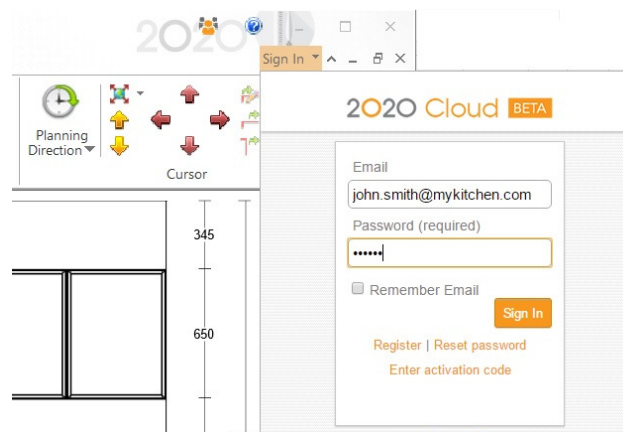 2020
Sign In
Planning
Direction
Cursor
345
650
2020 Cloud BETA
Email
john.smith@mykitchen.com
Password (required)
••••••
Remember Email
Sign In
Register | Reset password
Enter activation code